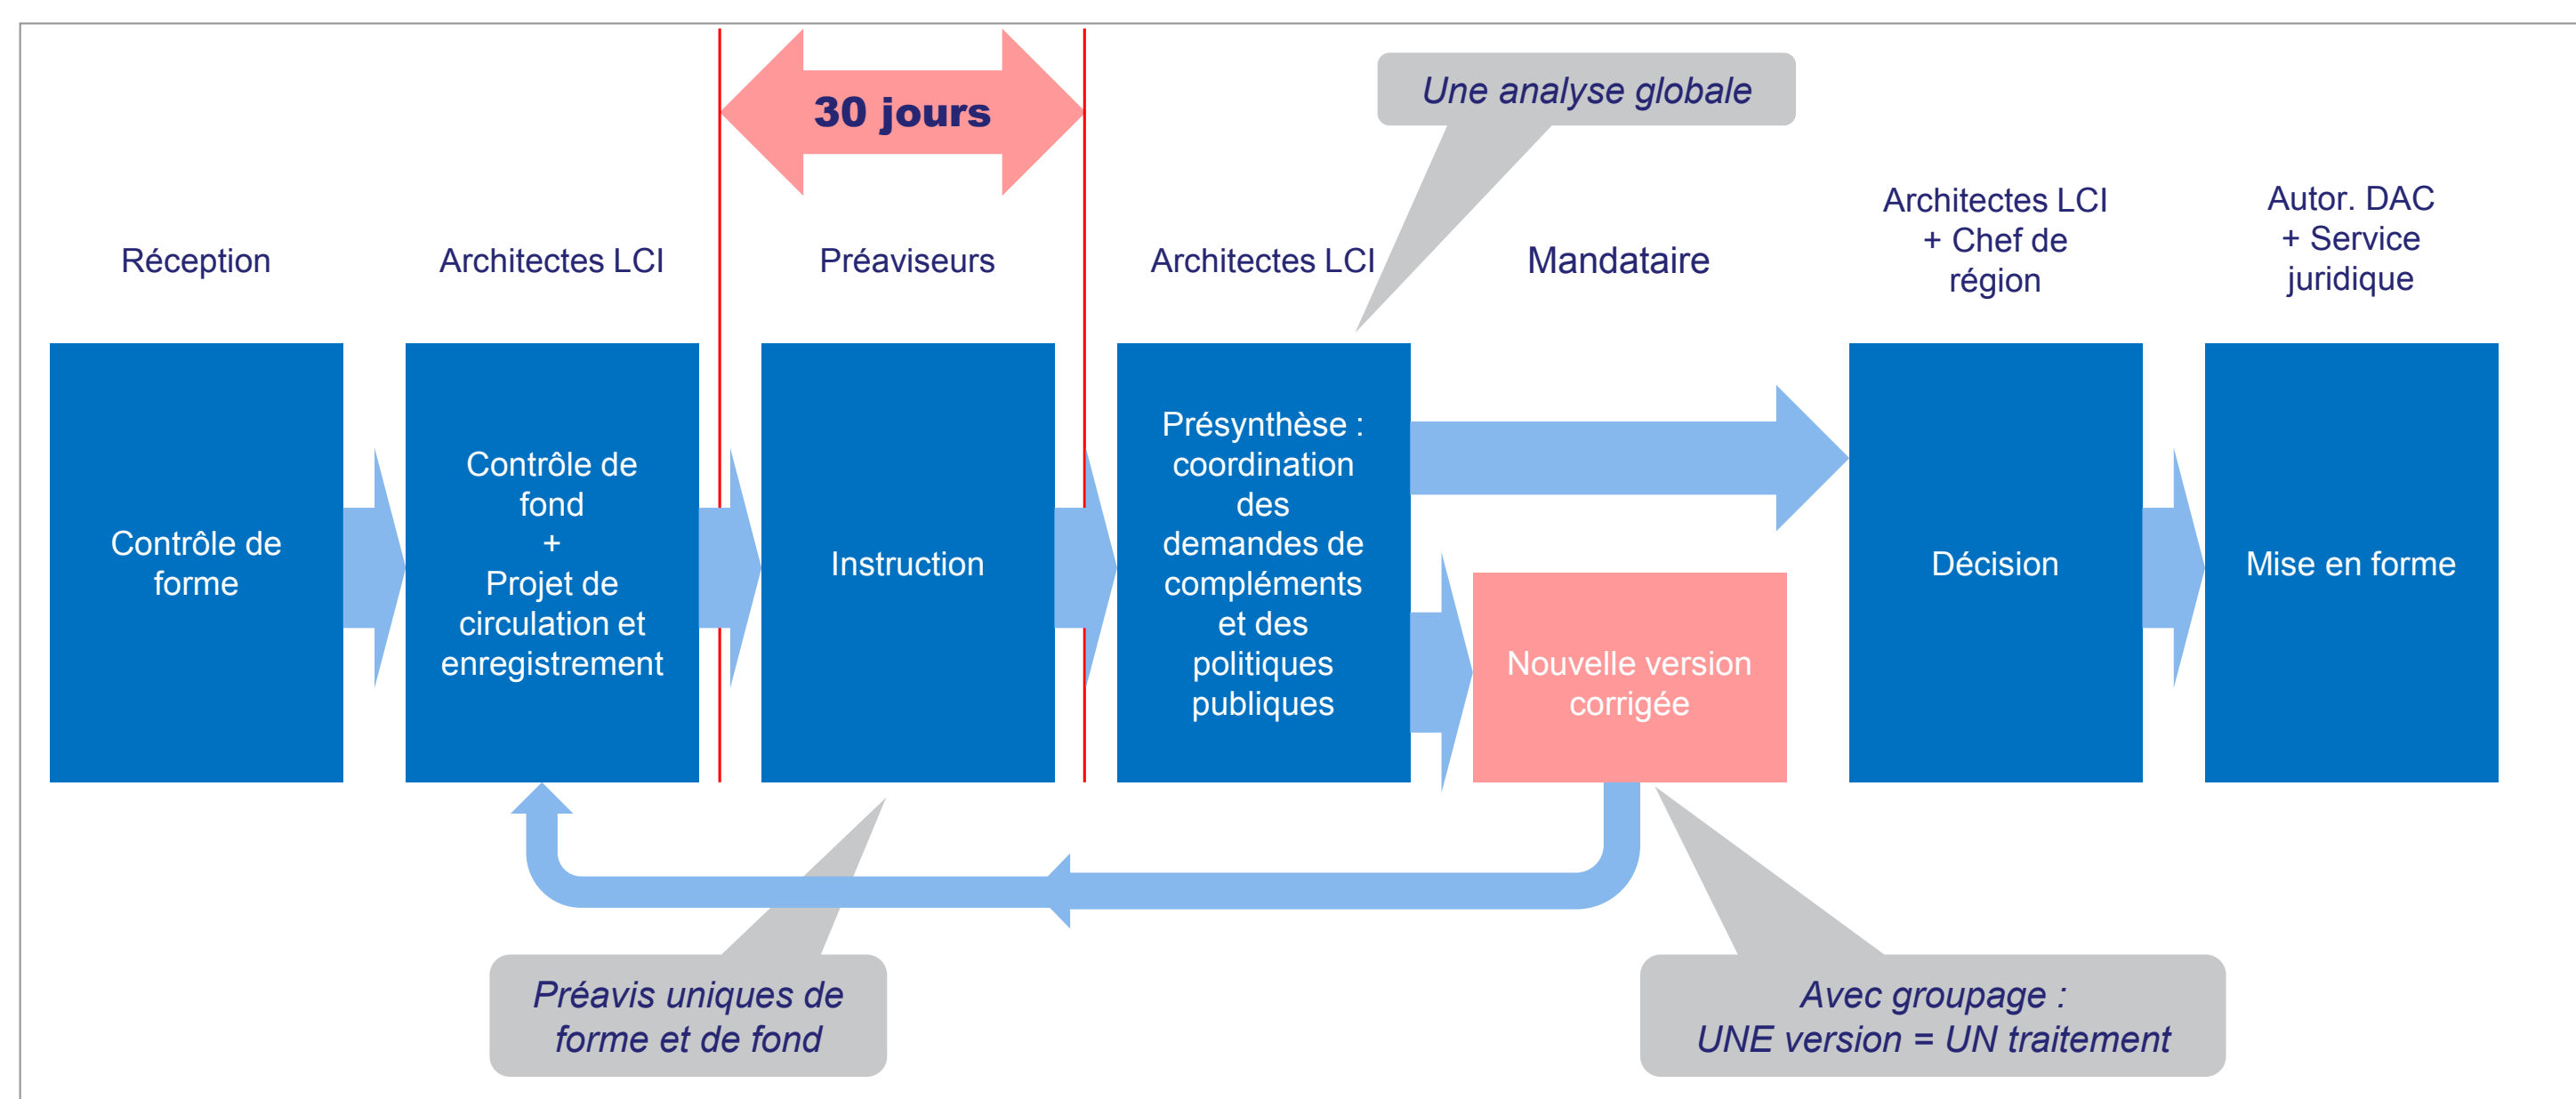 30 jours
Une analyse globale
Réception
Architectes LCI
Préaviseurs
Architectes LCI
Mandataire
Architectes LCI
+ Chef de
région
Autor. DAC
+ Service
juridique
Contrôle de
forme
Contrôle de
fond
+
Projet de
circulation et
enregistrement
Instruction
Présynthèse :
coordination
des
demandes de
compléments
et des
politiques
publiques
Nouvelle version
corrigée
Décision
Mise en forme
Préavis uniques de
forme et de fond
Avec groupage :
UNE version = UN traitement